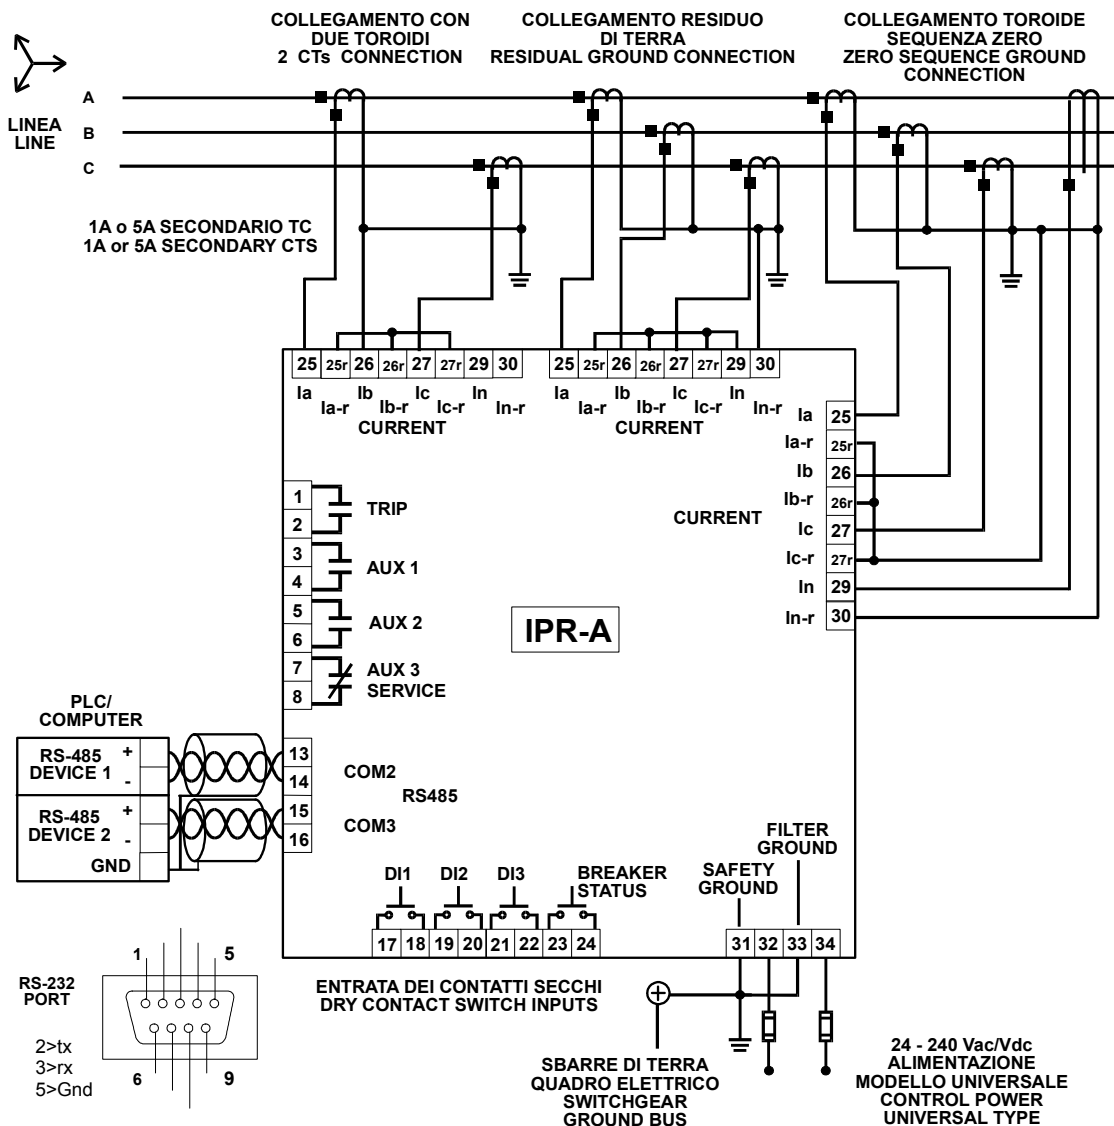 COLLEGAMENTO CON
DUE TOROIDI
2 CTs CONNECTION
COLLEGAMENTO RESIDUO
DI TERRA
RESIDUAL GROUND CONNECTION
COLLEGAMENTO TOROIDE
SEQUENZA ZERO
ZERO SEQUENCE GROUND
CONNECTION
A
B
C
LINEA
LINE
1A o 5A SECONDARIO TC
1A or 5A SECONDARY CTS
25 25r 26 26r 27 27r 29 30
Ia Ib Ic In
Ia-r Ib-r Ic-r In-r
CURRENT
25 25r 26 26r 27 27r 29 30
Ia Ib Ic In
Ia-r Ib-r Ic-r In-r
CURRENT
Ia 25
Ia-r 25r
Ib 26
Ib-r 26r
CURRENT
Ic 27
Ic-r 27r
In 29
In-r 30
1
2
TRIP
3
4
AUX 1
5
6
AUX 2
7
8
AUX 3
SERVICE
IPR-A
PLC/
COMPUTER
RS-485
DEVICE 1
+
-
RS-485
DEVICE 2
+
-
GND
13
14
COM2
RS485
15
16
COM3
DI1 DI2 DI3
BREAKER
STATUS
17 18 19 20 21 22 23 24
ENTRATA DEI CONTATTI SECCHI
DRY CONTACT SWITCH INPUTS
FILTER
GROUND
SAFETY
GROUND
31 32 33 34
RS-232
PORT
1 5
6 9
2>tx
3>rx
5>Gnd
SBARRE DI TERRA
QUADRO ELETTRICO
SWITCHGEAR
GROUND BUS
24 - 240 Vac/Vdc
ALIMENTAZIONE
MODELLO UNIVERSALE
CONTROL POWER
UNIVERSAL TYPE